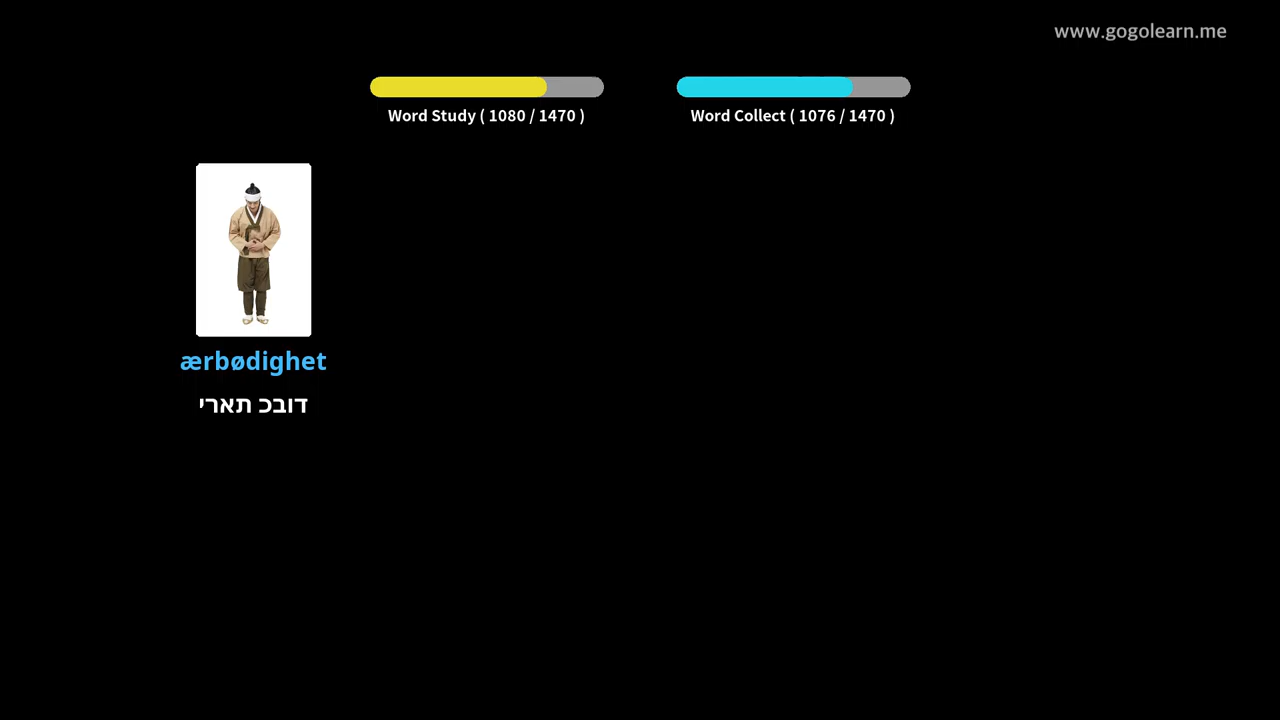 www.gogolearn.me
Word Study ( 1080 / 1470 )
Word Collect ( 1076 / 1470 )
ærbødighet
דובכ תארי